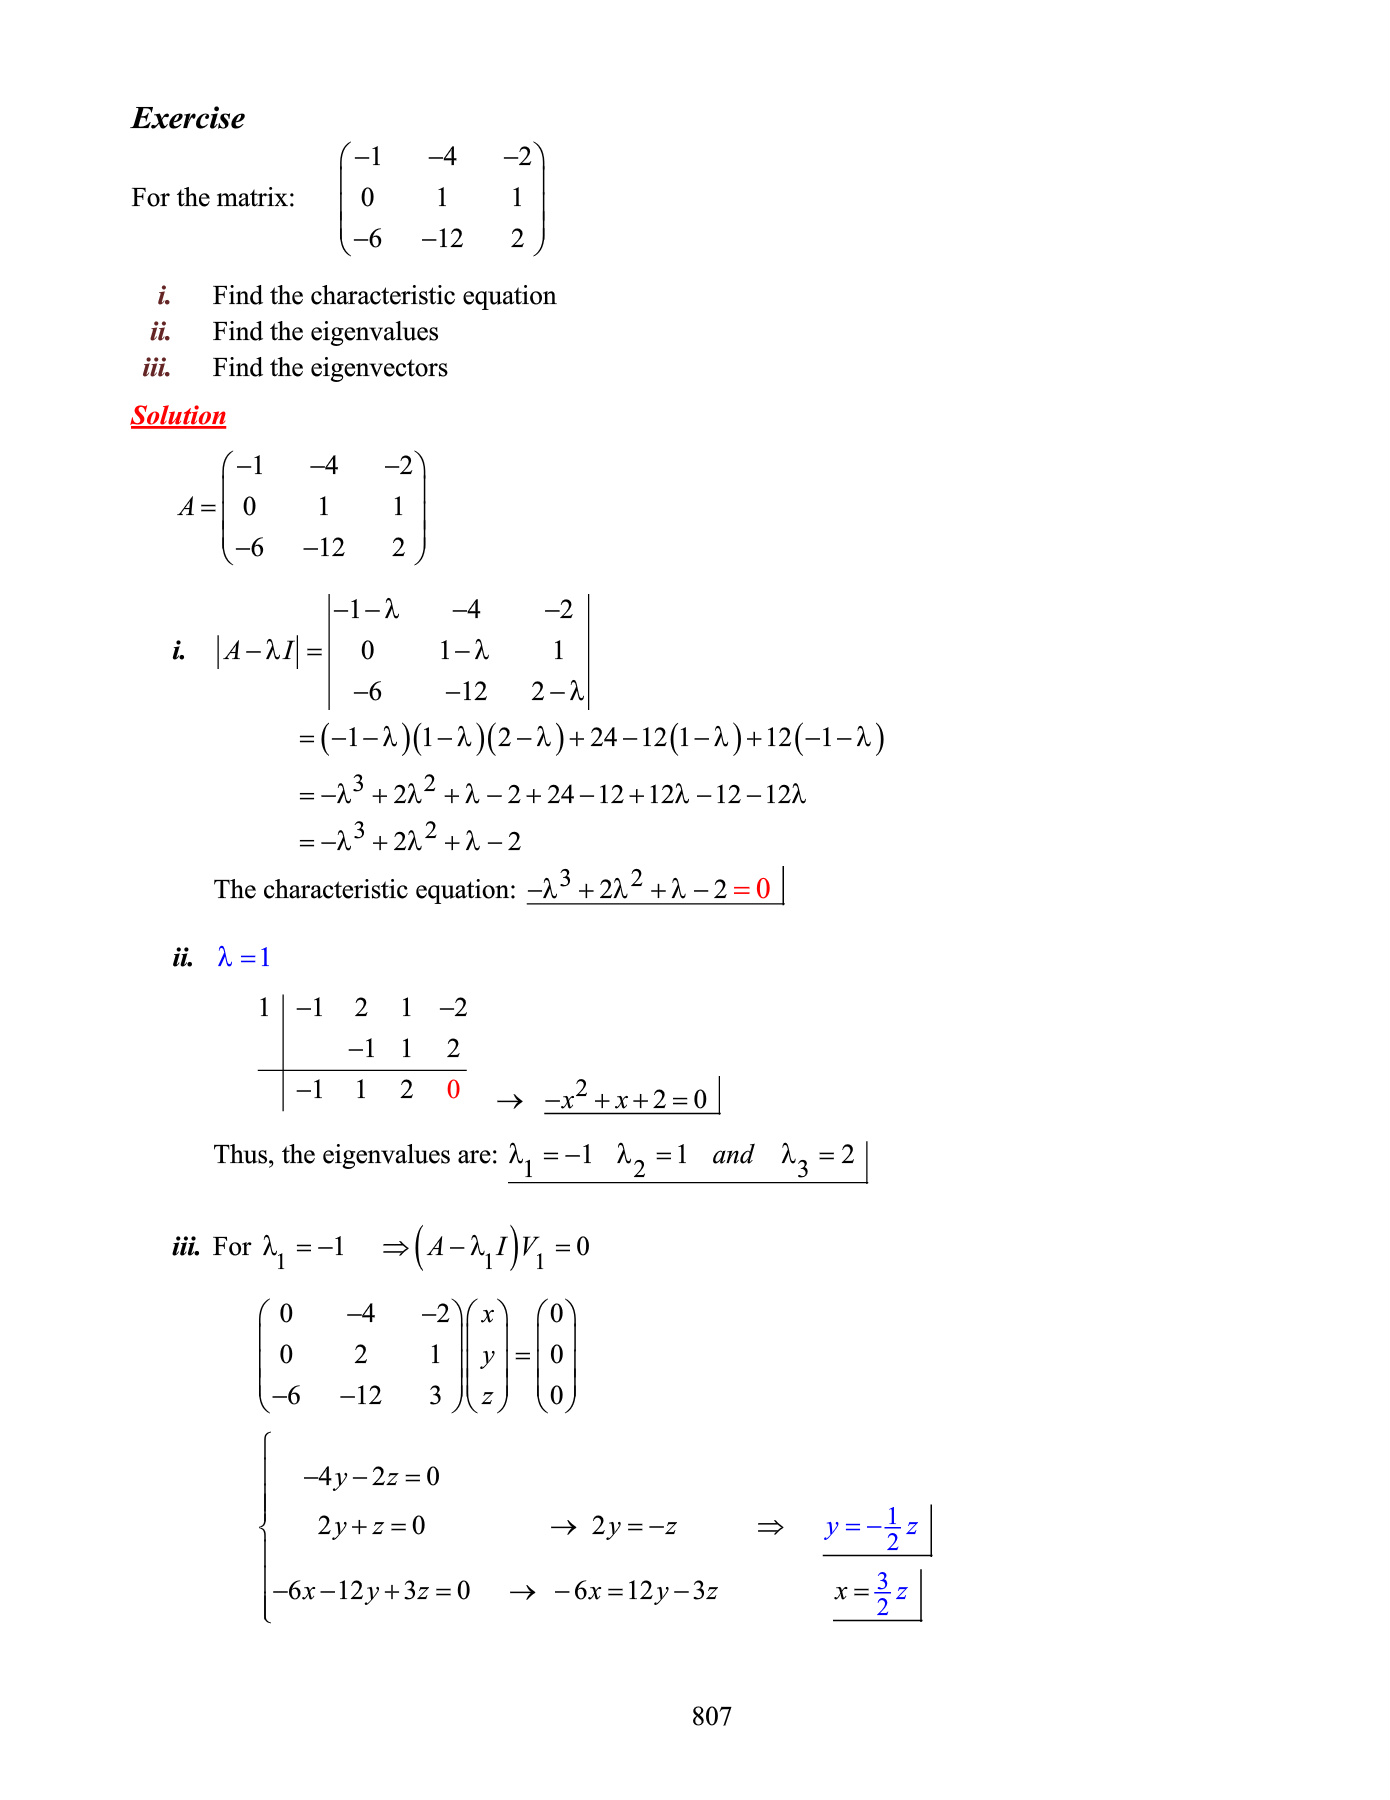 Exercise
For the matrix: $\begin{pmatrix} -1 & -4 & -2 \\ 0 & 1 & 1 \\ -6 & -12 & 2 \end{pmatrix}$
i. Find the characteristic equation
ii. Find the eigenvalues
iii. Find the eigenvectors
Solution
$A = \begin{pmatrix} -1 & -4 & -2 \\ 0 & 1 & 1 \\ -6 & -12 & 2 \end{pmatrix}$
i. $|A - \lambda I| = \begin{vmatrix} -1-\lambda & -4 & -2 \\ 0 & 1-\lambda & 1 \\ -6 & -12 & 2-\lambda \end{vmatrix}$
$= (-1-\lambda)(1-\lambda)(2-\lambda) + 24 - 12(1-\lambda) + 12(-1-\lambda)$
$= -\lambda^3 + 2\lambda^2 + \lambda - 2 + 24 - 12 + 12\lambda - 12 - 12\lambda$
$= -\lambda^3 + 2\lambda^2 + \lambda - 2$
The characteristic equation: $-\lambda^3 + 2\lambda^2 + \lambda - 2 = 0$
ii. $\lambda = 1$
1 | −1 2 1 −2
−1 1 2
−1 1 2 0 → $-x^2 + x + 2 = 0$
Thus, the eigenvalues are: $\lambda_1 = -1 \quad \lambda_2 = 1 \quad and \quad \lambda_3 = 2$
iii. For $\lambda_1 = -1 \quad \Rightarrow (A - \lambda_1 I)V_1 = 0$
$\begin{pmatrix} 0 & -4 & -2 \\ 0 & 2 & 1 \\ -6 & -12 & 3 \end{pmatrix} \begin{pmatrix} x \\ y \\ z \end{pmatrix} = \begin{pmatrix} 0 \\ 0 \\ 0 \end{pmatrix}$
$-4y - 2z = 0$
$2y + z = 0 \quad \rightarrow 2y = -z \quad \Rightarrow \quad y = -\frac{1}{2}z$
$-6x - 12y + 3z = 0 \quad \rightarrow -6x = 12y - 3z \quad x = \frac{3}{2}z$
807